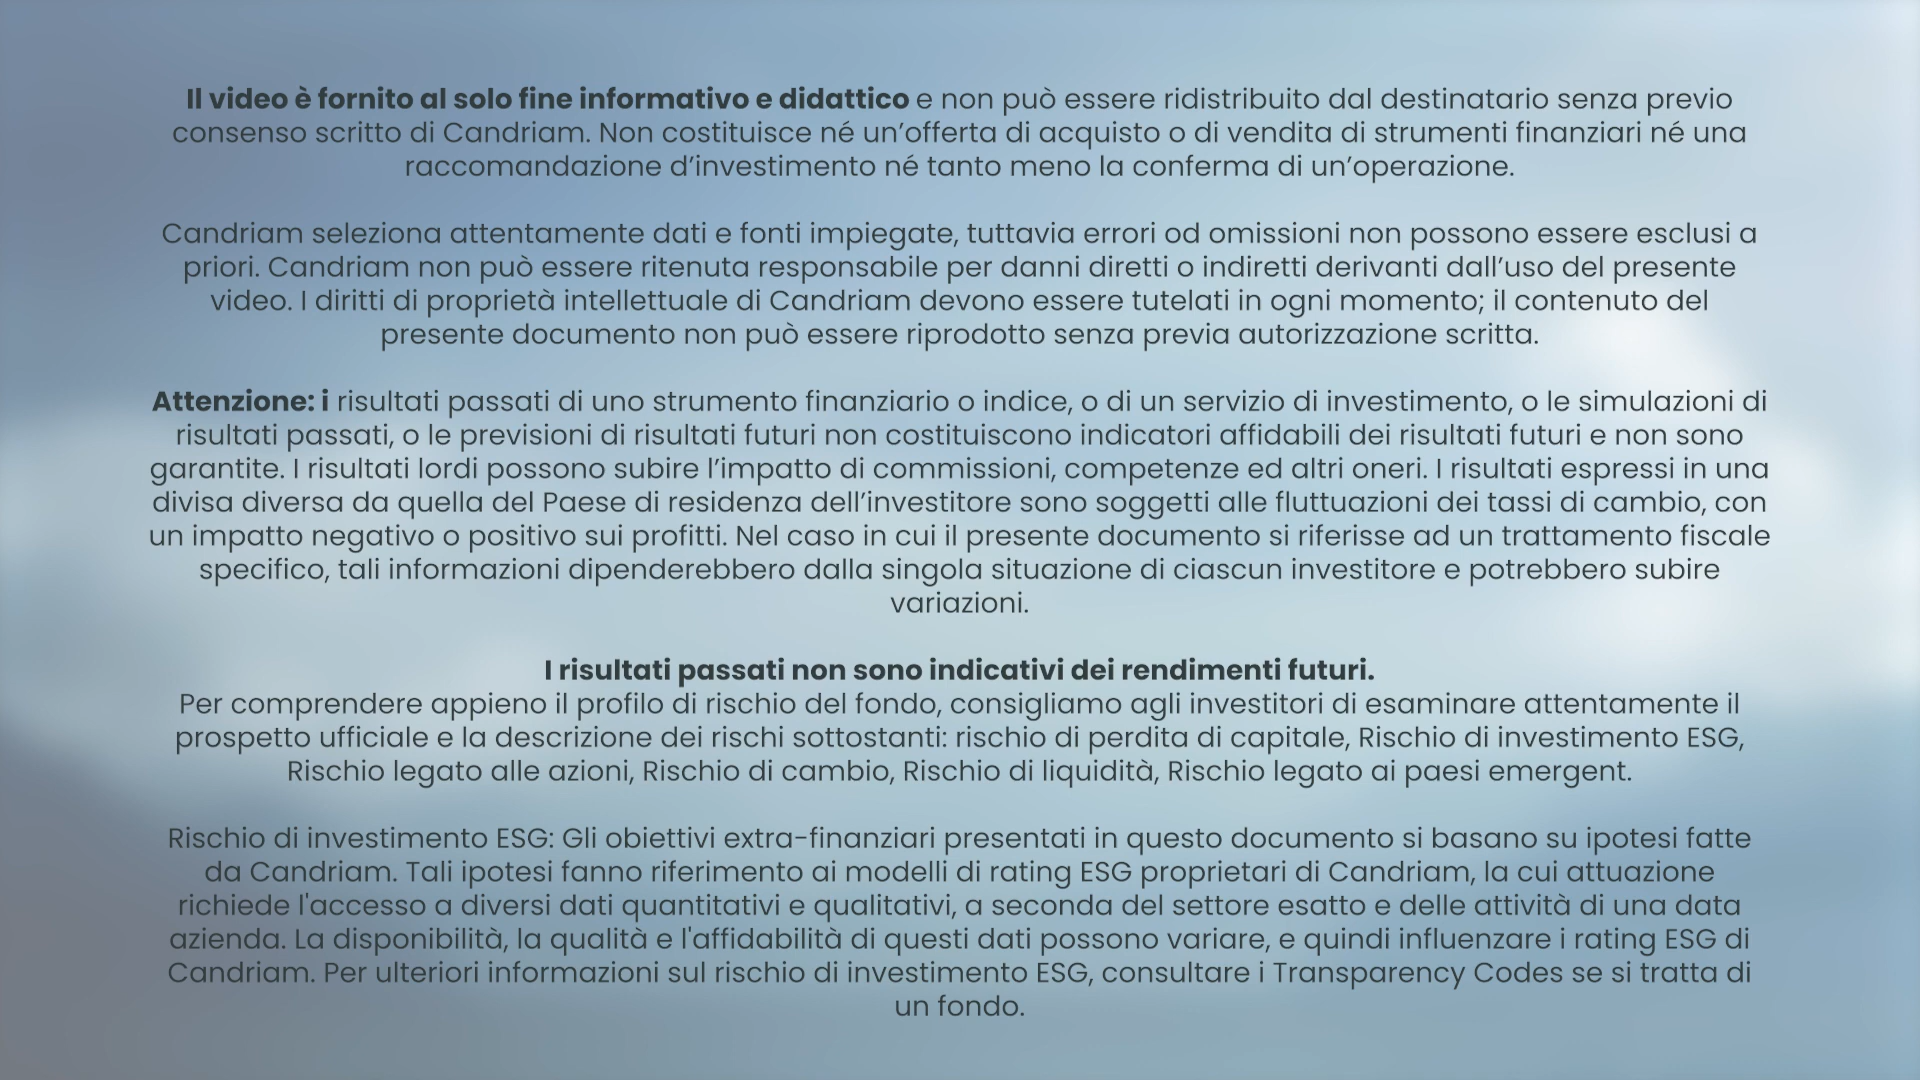 Il video è fornito al solo fine informativo e didattico e non può essere ridistribuito dal destinatario senza previo
consenso scritto di Candriam. Non costituisce né un’offerta di acquisto o di vendita di strumenti finanziari né una
raccomandazione d’investimento né tanto meno la conferma di un’operazione.
Candriam seleziona attentamente dati e fonti impiegate, tuttavia errori od omissioni non possono essere esclusi a
priori. Candriam non può essere ritenuta responsabile per danni diretti o indiretti derivanti dall’uso del presente
video. I diritti di proprietà intellettuale di Candriam devono essere tutelati in ogni momento; il contenuto del
presente documento non può essere riprodotto senza previa autorizzazione scritta.
Attenzione: i risultati passati di uno strumento finanziario o indice, o di un servizio di investimento, o le simulazioni di
risultati passati, o le previsioni di risultati futuri non costituiscono indicatori affidabili dei risultati futuri e non sono
garantite. I risultati lordi possono subire l’impatto di commissioni, competenze ed altri oneri. I risultati espressi in una
divisa diversa da quella del Paese di residenza dell’investitore sono soggetti alle fluttuazioni dei tassi di cambio, con
un impatto negativo o positivo sui profitti. Nel caso in cui il presente documento si riferisse ad un trattamento fiscale
specifico, tali informazioni dipenderebbero dalla singola situazione di ciascun investitore e potrebbero subire
variazioni.
I risultati passati non sono indicativi dei rendimenti futuri.
Per comprendere appieno il profilo di rischio del fondo, consigliamo agli investitori di esaminare attentamente il
prospetto ufficiale e la descrizione dei rischi sottostanti: rischio di perdita di capitale, Rischio di investimento ESG,
Rischio legato alle azioni, Rischio di cambio, Rischio di liquidità, Rischio legato ai paesi emergent.
Rischio di investimento ESG: Gli obiettivi extra-finanziari presentati in questo documento si basano su ipotesi fatte
da Candriam. Tali ipotesi fanno riferimento ai modelli di rating ESG proprietari di Candriam, la cui attuazione
richiede l'accesso a diversi dati quantitativi e qualitativi, a seconda del settore esatto e delle attività di una data
azienda. La disponibilità, la qualità e l'affidabilità di questi dati possono variare, e quindi influenzare i rating ESG di
Candriam. Per ulteriori informazioni sul rischio di investimento ESG, consultare i Transparency Codes se si tratta di
un fondo.